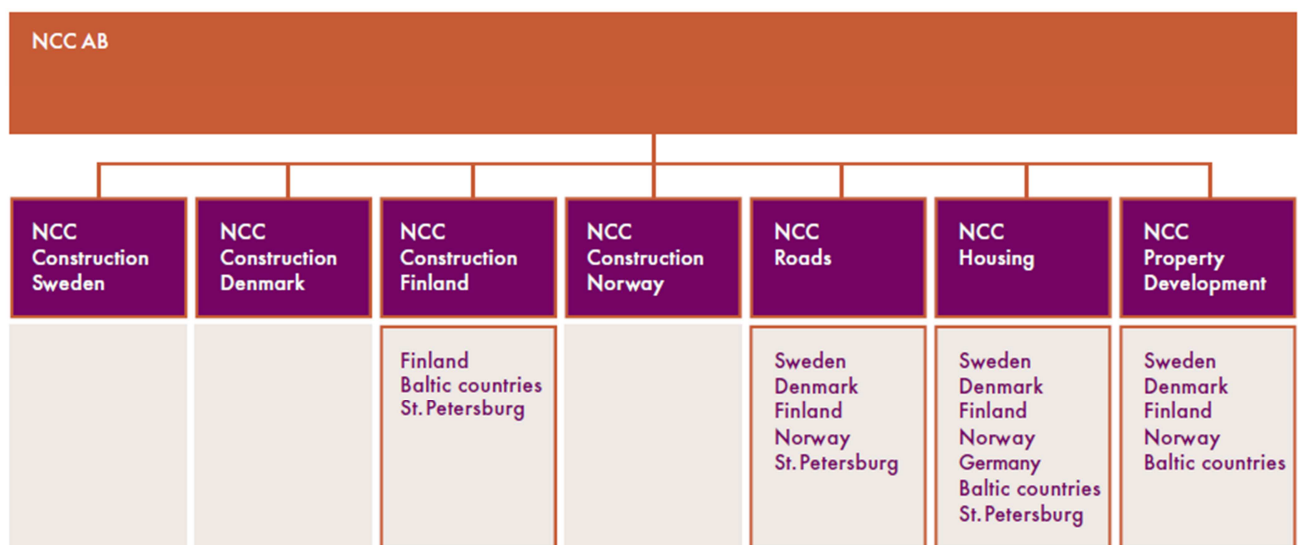 NCC AB
NCC
Construction
Sweden
NCC
Construction
Denmark
NCC
Construction
Finland
NCC
Construction
Norway
NCC
Roads
NCC
Housing
NCC
Property
Development
Finland
Baltic countries
St. Petersburg
Sweden
Denmark
Finland
Norway
St. Petersburg
Sweden
Denmark
Finland
Norway
Germany
Baltic countries
St. Petersburg
Sweden
Denmark
Finland
Norway
Baltic countries